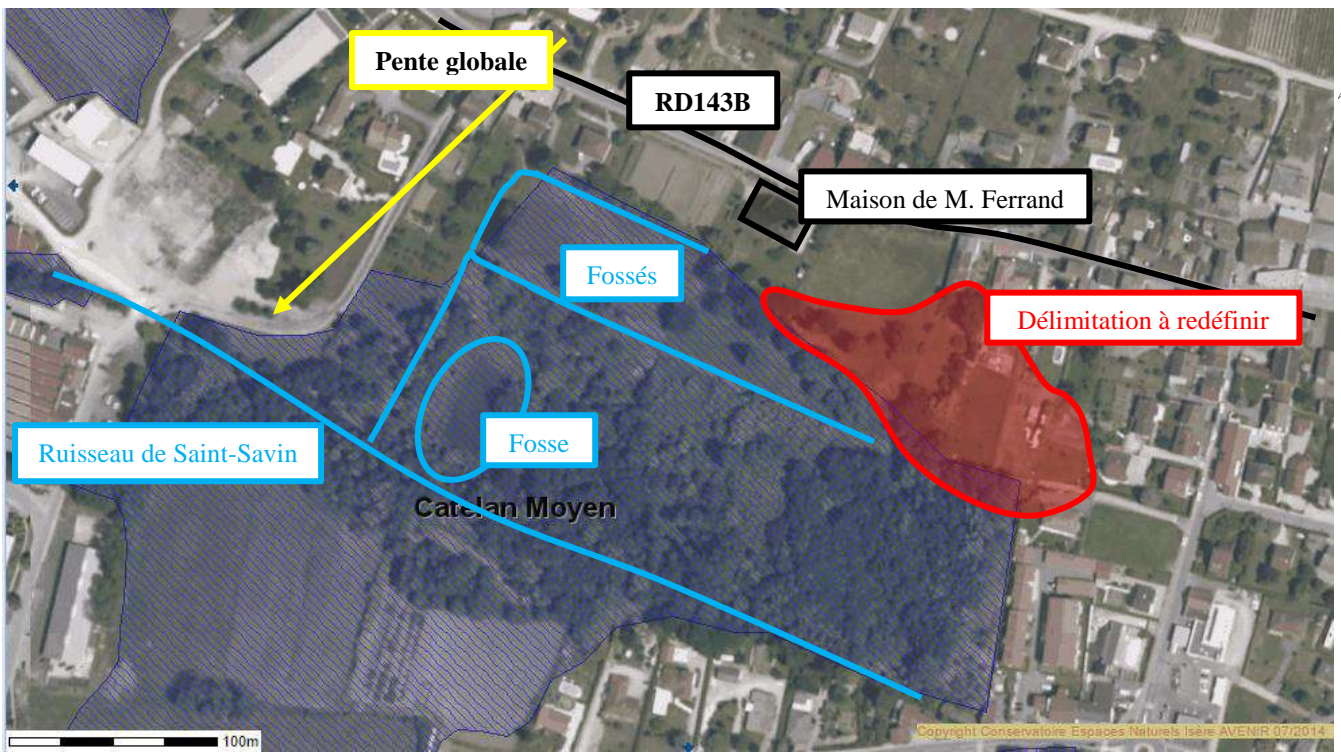 Pente globale
RD143B
Maison de M. Ferrand
Fossés
Délimitation à redéfinir
Ruisseau de Saint-Savin
Fosse
Catelan Moyen
100m
Copyright Conservatoire Espaces Naturels Isère AVENIR 07/2014